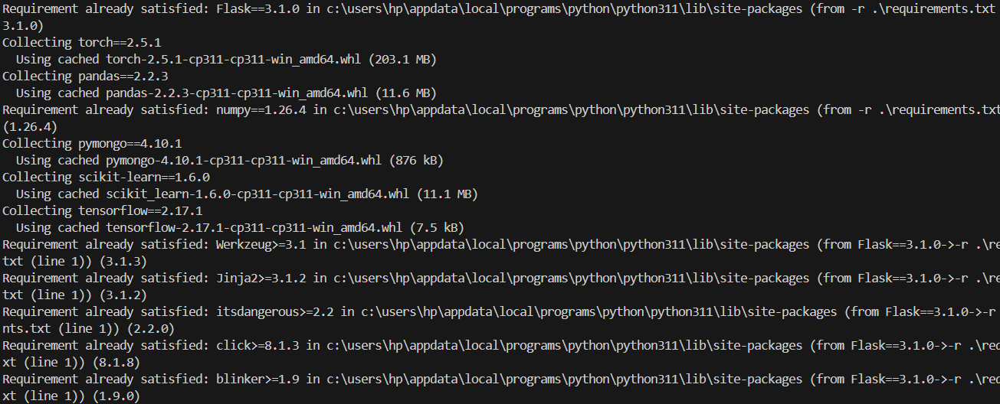 Requirement already satisfied: Flask==3.1.0 in c:\users\hp\appdata\local\programs\python\python311\lib\site-packages (from -r .\requirements.txt
3.1.0)
Collecting torch==2.5.1
  Using cached torch-2.5.1-cp311-cp311-win_amd64.whl (203.1 MB)
Collecting pandas==2.2.3
  Using cached pandas-2.2.3-cp311-cp311-win_amd64.whl (11.6 MB)
Requirement already satisfied: numpy==1.26.4 in c:\users\hp\appdata\local\programs\python\python311\lib\site-packages (from -r .\requirements.txt
(1.26.4)
Collecting pymongo==4.10.1
  Using cached pymongo-4.10.1-cp311-cp311-win_amd64.whl (876 kB)
Collecting scikit-learn==1.6.0
  Using cached scikit_learn-1.6.0-cp311-cp311-win_amd64.whl (11.1 MB)
Collecting tensorflow==2.17.1
  Using cached tensorflow-2.17.1-cp311-cp311-win_amd64.whl (7.5 kB)
Requirement already satisfied: Werkzeug>=3.1 in c:\users\hp\appdata\local\programs\python\python311\lib\site-packages (from Flask==3.1.0->-r .\re
txt (line 1)) (3.1.3)
Requirement already satisfied: Jinja2>=3.1.2 in c:\users\hp\appdata\local\programs\python\python311\lib\site-packages (from Flask==3.1.0->-r .\re
txt (line 1)) (3.1.2)
Requirement already satisfied: itsdangerous>=2.2 in c:\users\hp\appdata\local\programs\python\python311\lib\site-packages (from Flask==3.1.0->-r
nts.txt (line 1)) (2.2.0)
Requirement already satisfied: click>=8.1.3 in c:\users\hp\appdata\local\programs\python\python311\lib\site-packages (from Flask==3.1.0->-r .\req
xt (line 1)) (8.1.8)
Requirement already satisfied: blinker>=1.9 in c:\users\hp\appdata\local\programs\python\python311\lib\site-packages (from Flask==3.1.0->-r .\req
xt (line 1)) (1.9.0)